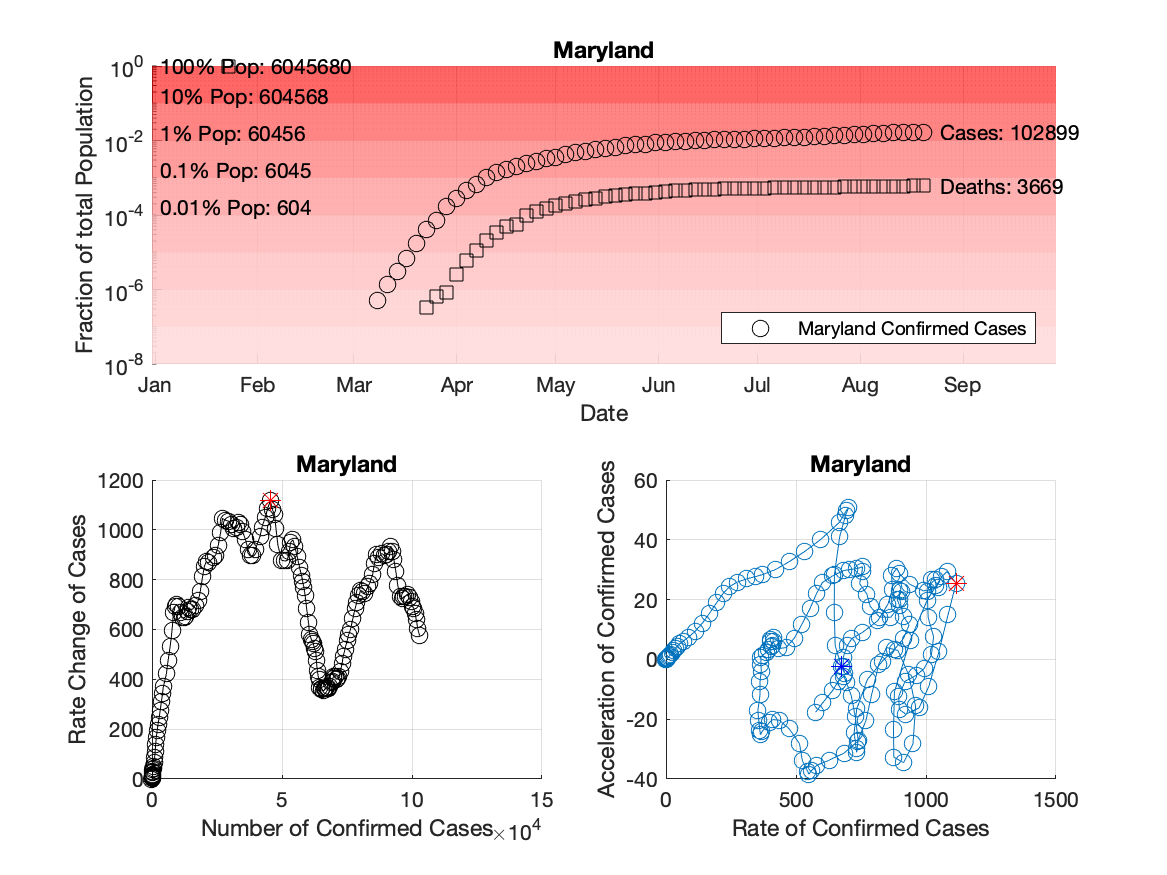 Maryland
10^0
10^-2
10^-4
10^-6
10^-8
Fraction of total Population
100% Pop: 6045680
10% Pop: 604568
1% Pop: 60456
0.1% Pop: 6045
0.01% Pop: 604
Cases: 102899
Deaths: 3669
Maryland Confirmed Cases
Jan Feb Mar Apr May Jun Jul Aug Sep
Date
Maryland
1200
1000
800
600
400
200
0
Rate Change of Cases
0 5 10 15
Number of Confirmed Cases ×10^4
Maryland
60
40
20
0
-20
-40
Acceleration of Confirmed Cases
0 500 1000 1500
Rate of Confirmed Cases